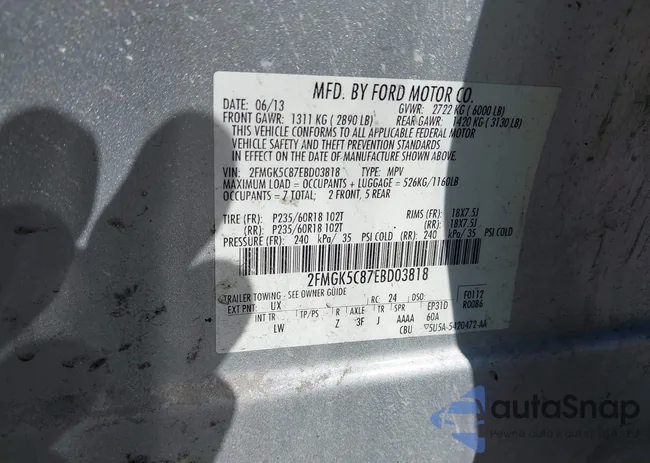 MFD. BY FORD MOTOR CO.
DATE: 06/13 GVWR: 2722 KG ( 6000 LB)
FRONT GAWR: 1311 KG ( 2890 LB) REAR GAWR: 1420 KG ( 3130 LB)
THIS VEHICLE CONFORMS TO ALL APPLICABLE FEDERAL MOTOR
VEHICLE SAFETY AND THEFT PREVENTION STANDARDS
IN EFFECT ON THE DATE OF MANUFACTURE SHOWN ABOVE.
VIN: 2FMGK5C87EBD03818 TYPE: MPV
MAXIMUM LOAD = OCCUPANTS + LUGGAGE = 526KG/1160LB
OCCUPANTS = 7 TOTAL; 2 FRONT, 5 REAR
TIRE (FR): P235/60R18 102T RIMS (FR): 18X7.5J
(RR): P235/60R18 102T (RR): 18X7.5J
PRESSURE (FR): 240 kPa/ 35 PSI COLD (RR): 240 kPa/ 35 PSI COLD
2FMGK5C87EBD03818
TRAILER TOWING - SEE OWNER GUIDE
EXT PNT: UX RC: 24 DSO: F0112
R0086
INT TR TP/PS R AXLE TR SPR EP31D
LW Z 3F J AAAA 60A
CBU 5U5A-5420472-AA
autoSnap